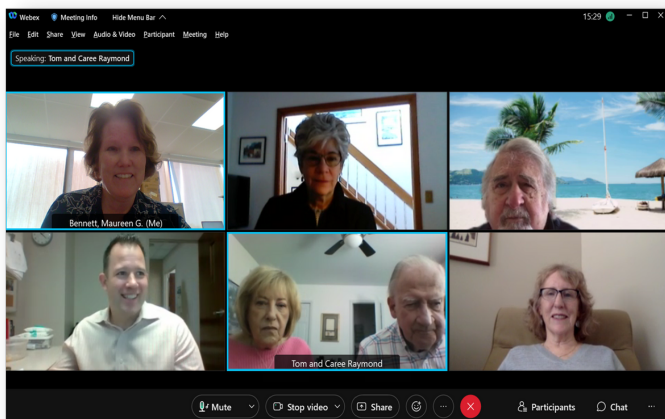 Webex Meeting Info Hide Menu Bar 15:29
File Edit Share View Audio & Video Participant Meeting Help
Speaking: Tom and Caree Raymond
Bennett, Maureen G. (Me)
Tom and Caree Raymond
Mute Stop video Share Participants Chat